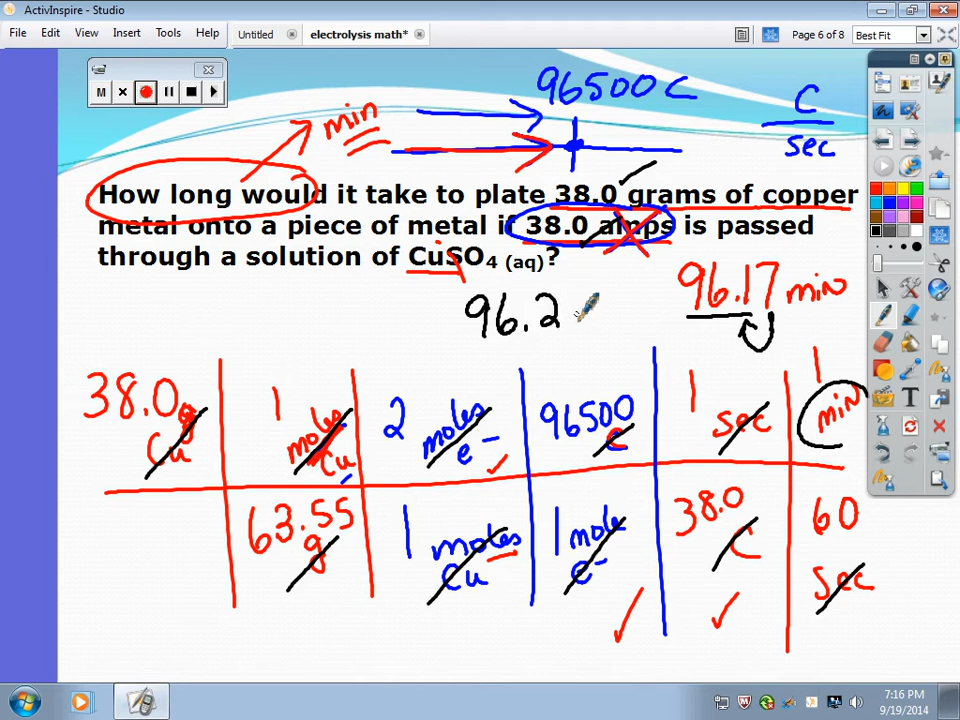 ActivInspire - Studio
File Edit View Insert Tools Help
Untitled
electrolysis math*
Page 6 of 8
Best Fit
M
96500 C
C
sec
min
How long would it take to plate 38.0 grams of copper
metal onto a piece of metal if 38.0 amps is passed
through a solution of CuSO4 (aq)?
96.2
96.17 min
38.0 g Cu
1 moles Cu
2 moles e-
96500 C
1 sec
1 min
63.55 g
1 moles Cu
1 mole e-
38.0 C
60 sec
T
7:16 PM
9/19/2014